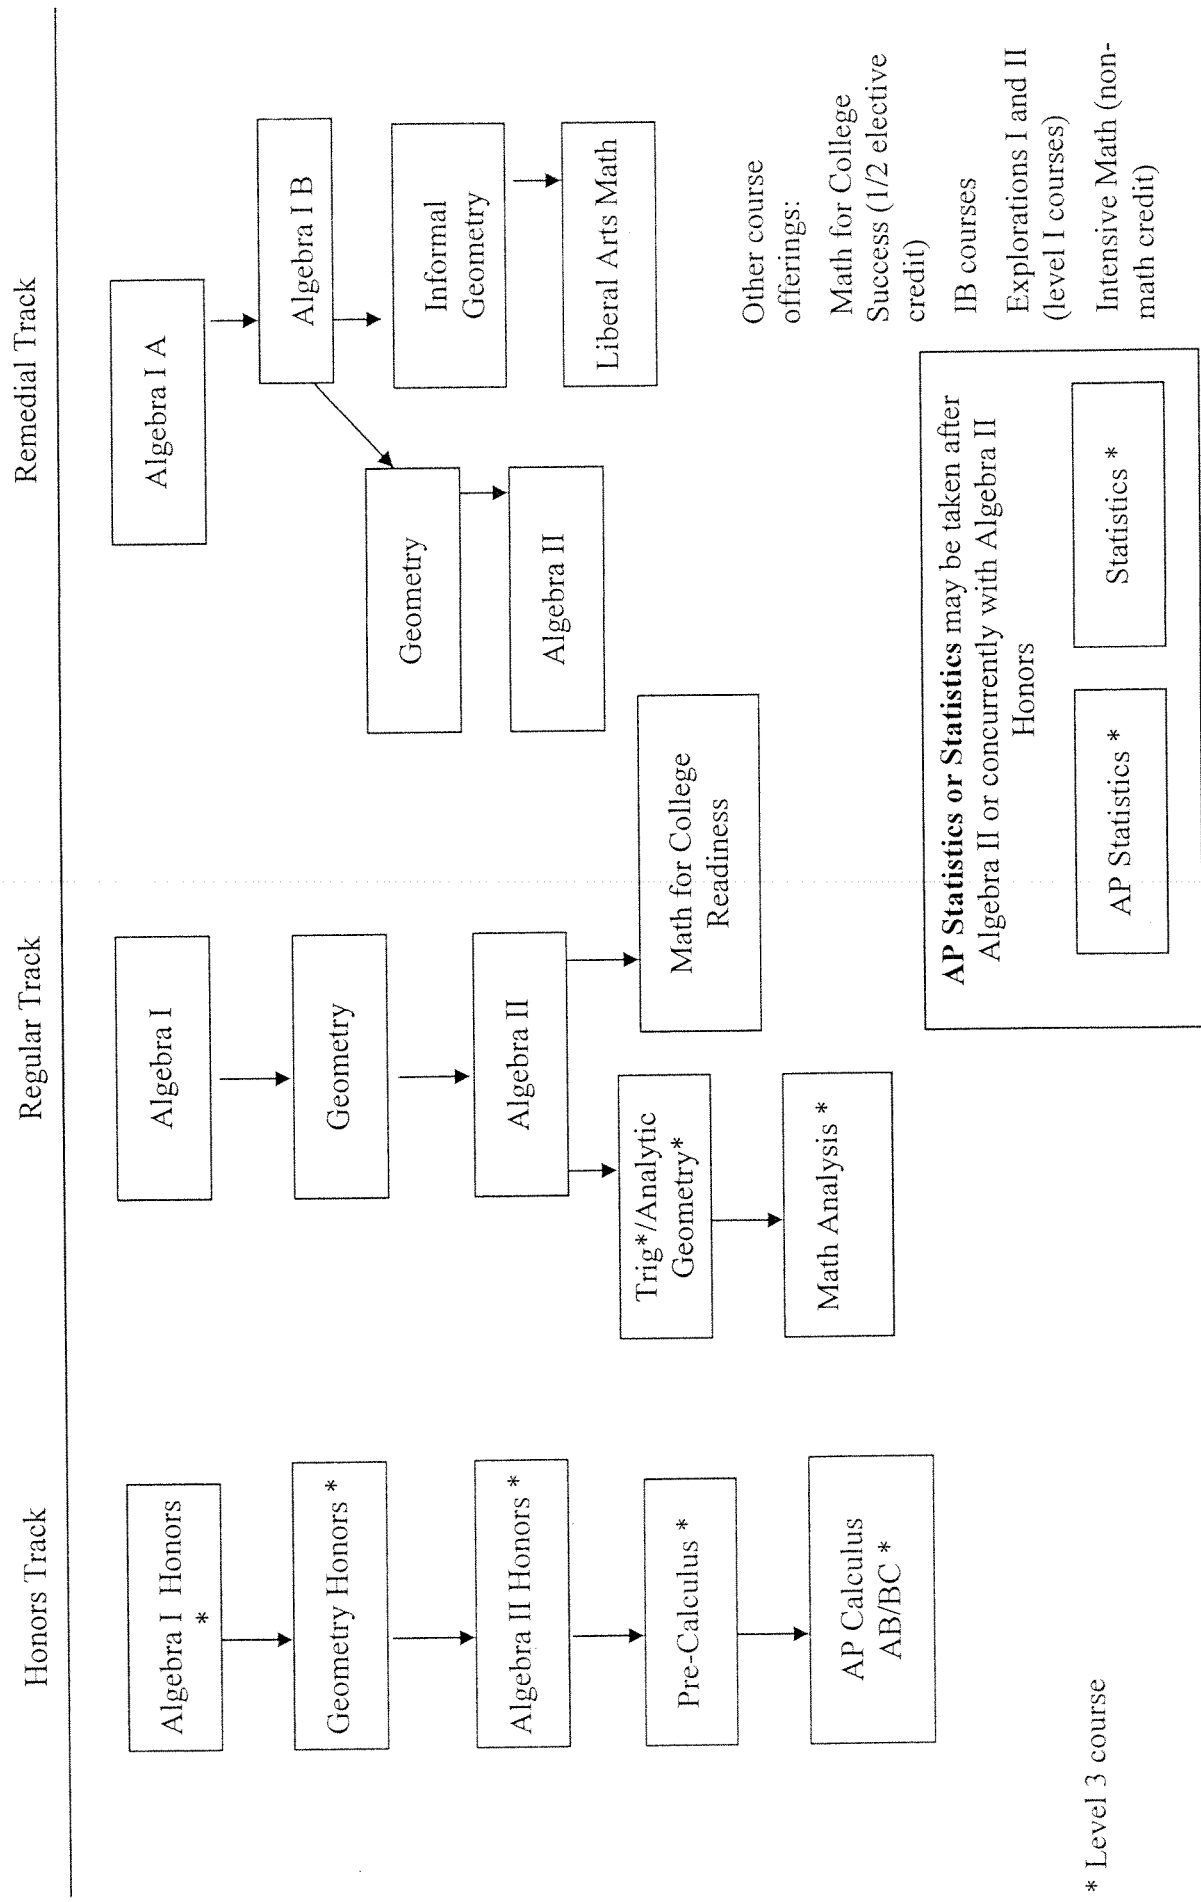 Honors Track
Regular Track
Remedial Track
Algebra I Honors
*
Geometry Honors *
Algebra II Honors *
Pre-Calculus *
AP Calculus
AB/BC *
Algebra I
Geometry
Algebra II
Trig*/Analytic
Geometry*
Math Analysis *
Math for College
Readiness
Algebra I A
Algebra I B
Geometry
Algebra II
Informal
Geometry
Liberal Arts Math
Other course
offerings:
Math for College
Success (1/2 elective
credit)
IB courses
Explorations I and II
(level I courses)
Intensive Math (non-
math credit)
AP Statistics or Statistics may be taken after
Algebra II or concurrently with Algebra II
Honors
AP Statistics *
Statistics *
* Level 3 course